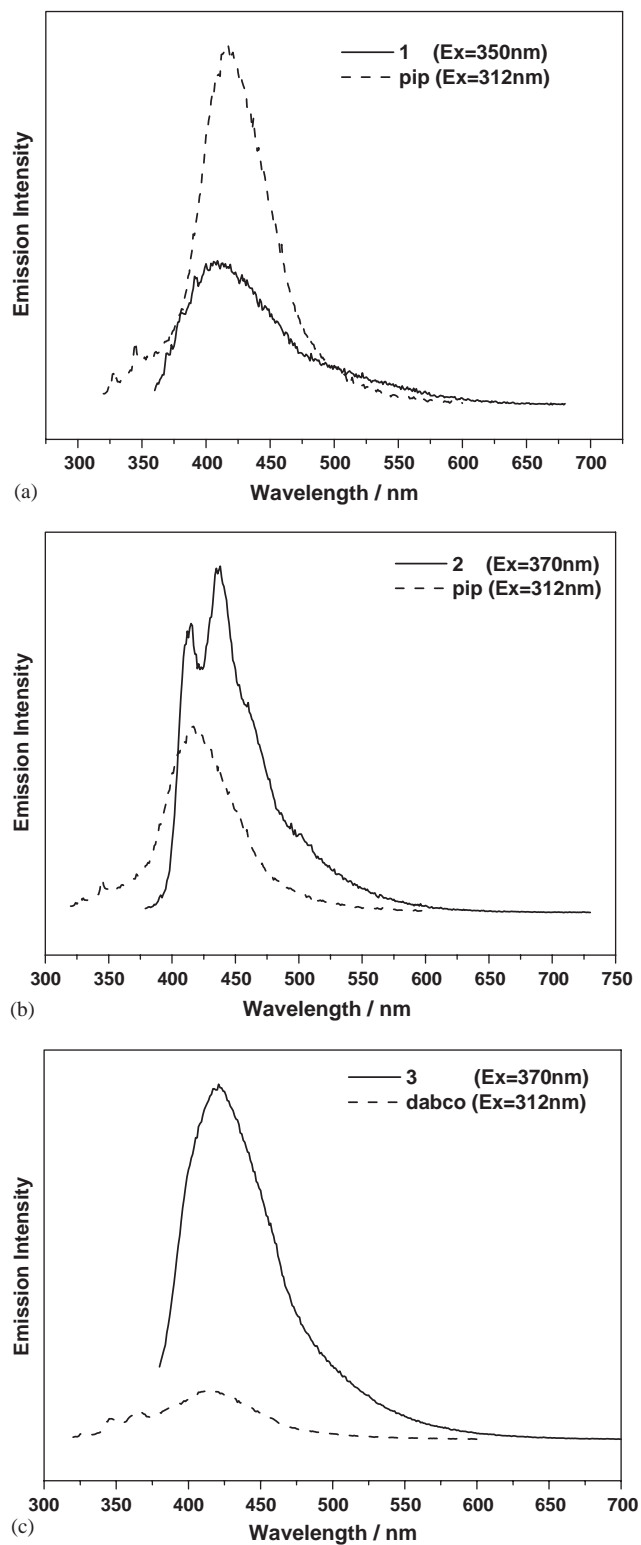 1 (Ex=350nm)
pip (Ex=312nm)
Emission Intensity
300 350 400 450 500 550 600 650 700
Wavelength / nm
(a)
2 (Ex=370nm)
pip (Ex=312nm)
Emission Intensity
300 350 400 450 500 550 600 650 700 750
Wavelength / nm
(b)
3 (Ex=370nm)
dabco (Ex=312nm)
Emission Intensity
300 350 400 450 500 550 600 650 700
Wavelength / nm
(c)